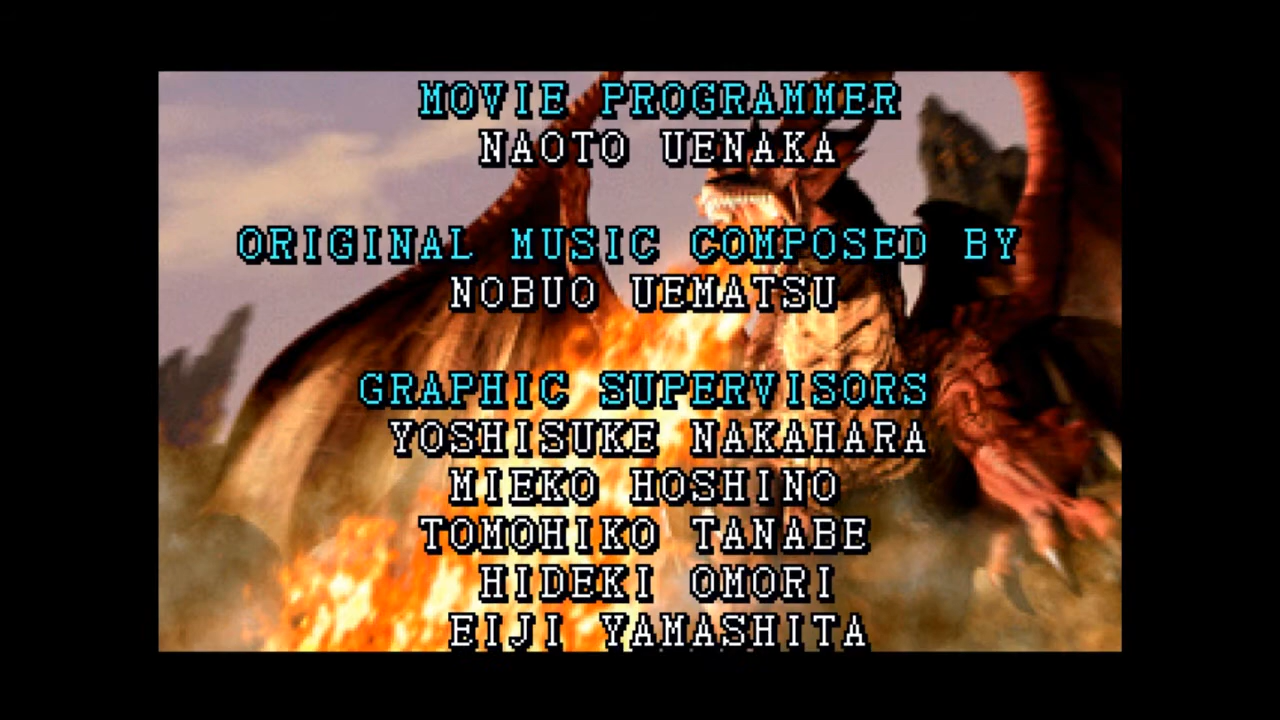 MOVIE PROGRAMMER
NAOTO UENAKA
ORIGINAL MUSIC COMPOSED BY
NOBUO UEMATSU
GRAPHIC SUPERVISORS
YOSHISUKE NAKAHARA
MIEKO HOSHINO
TOMOHIKO TANABE
HIDEKI OMORI
EIJI YAMASHITA